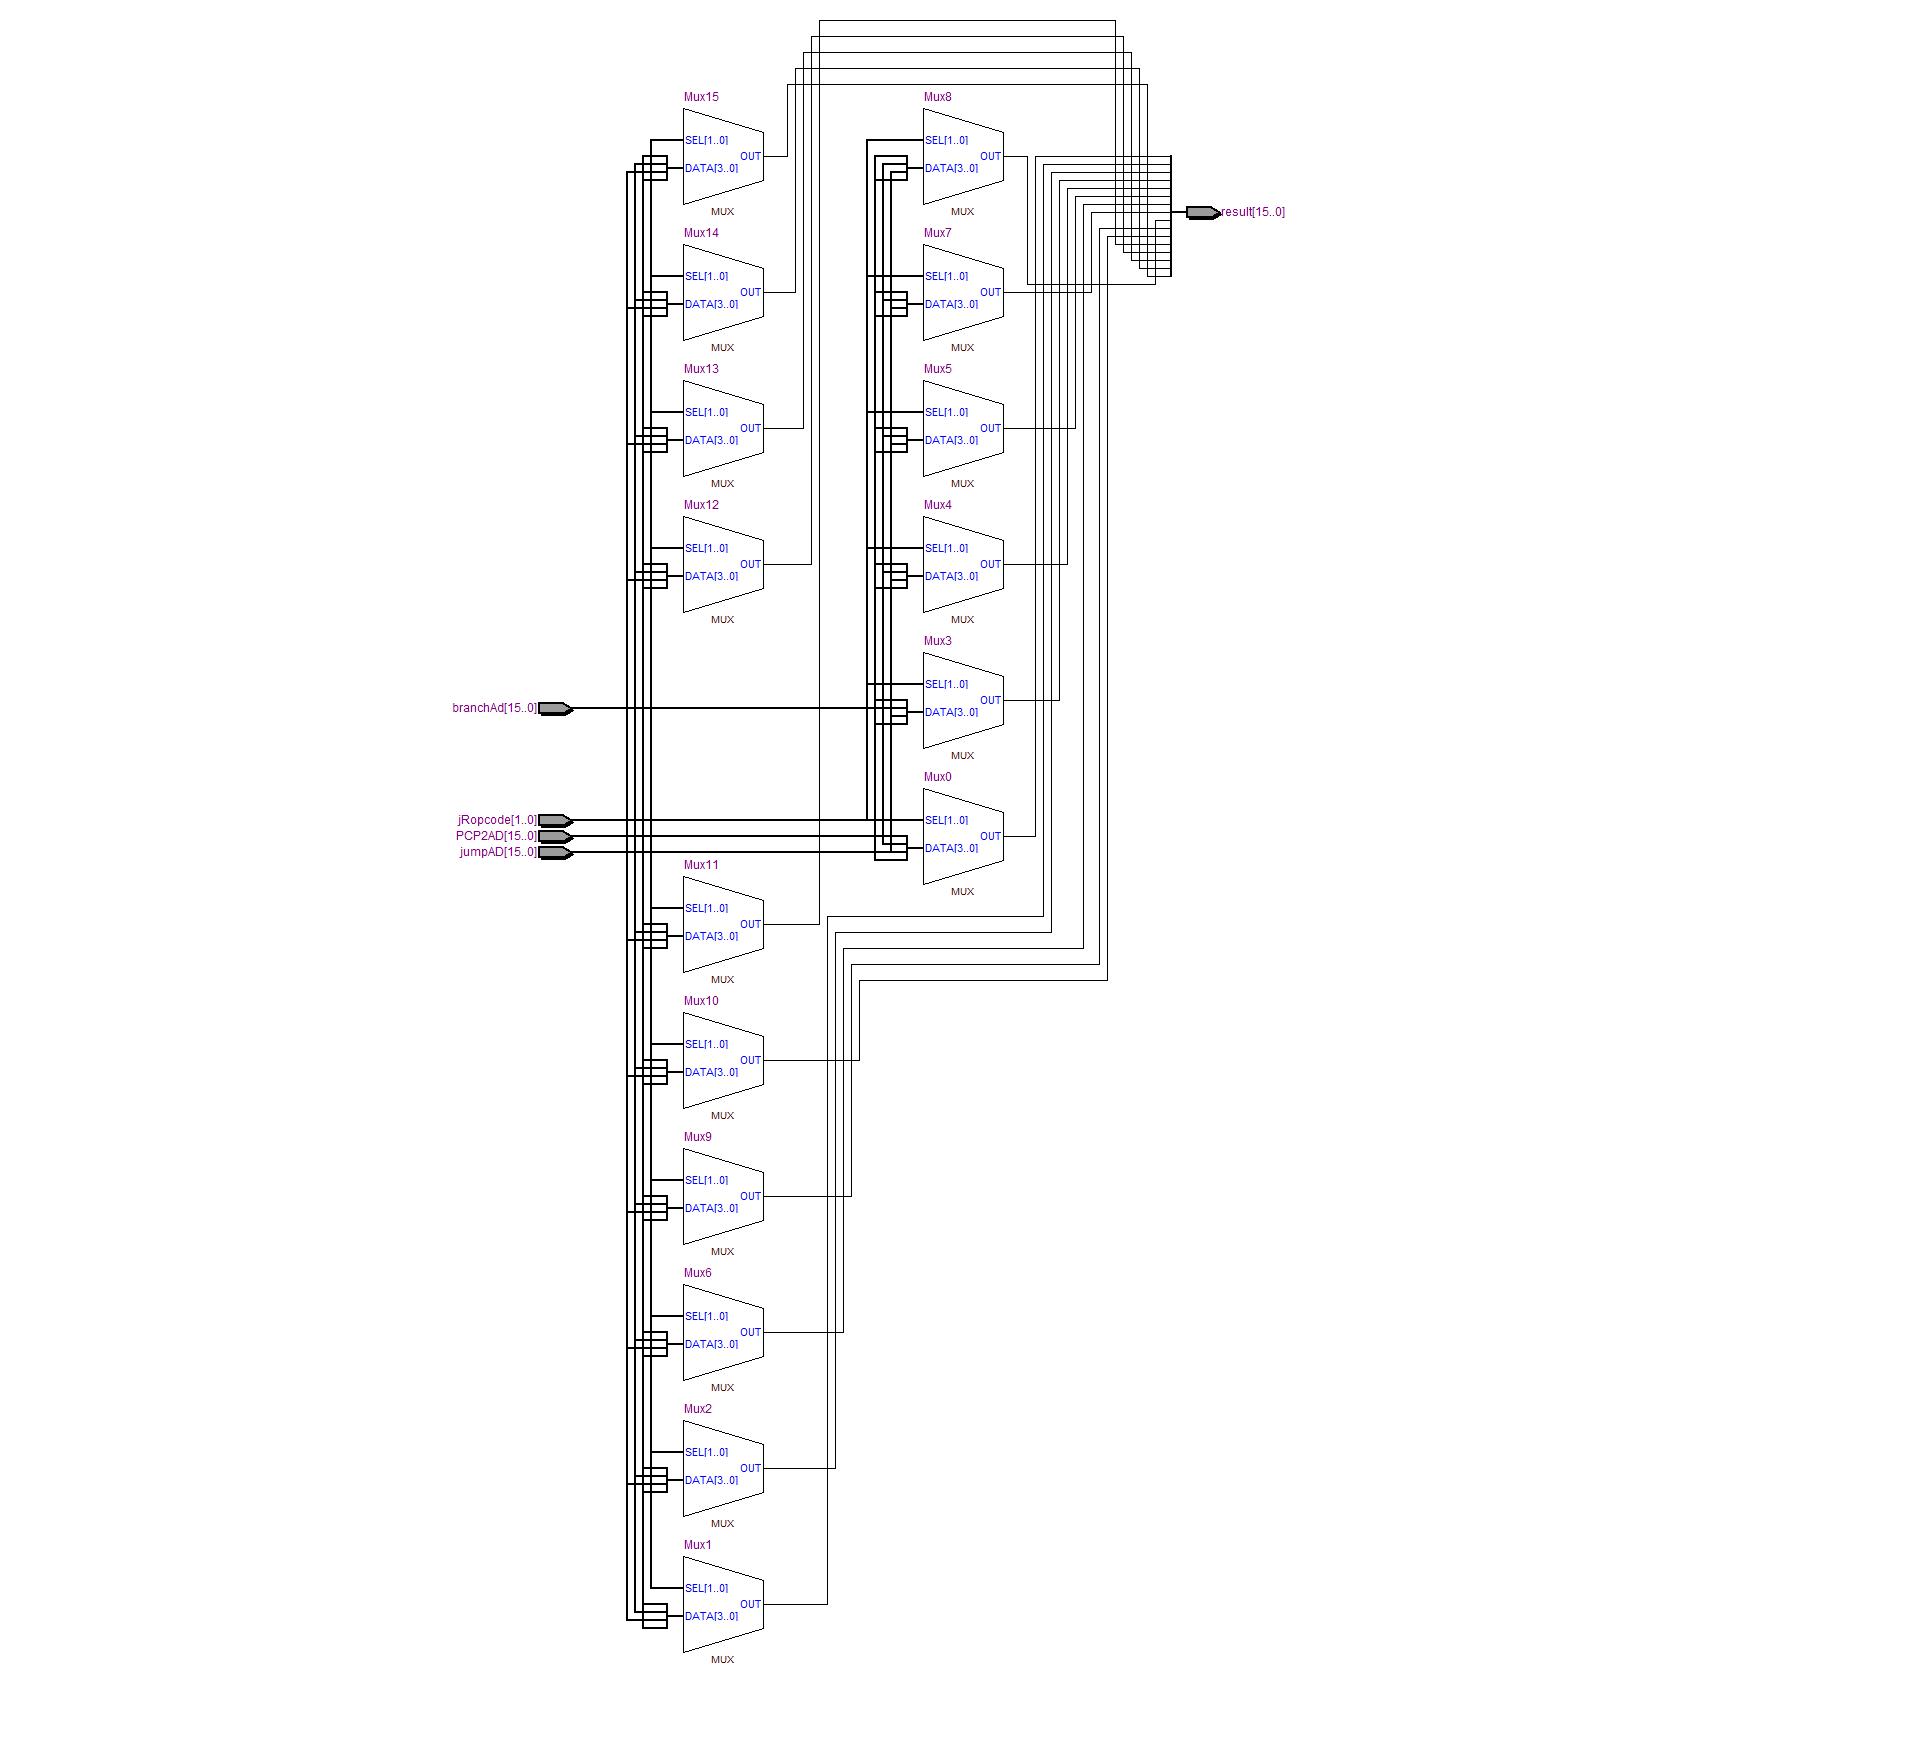 Mux15
SEL[1..0]
OUT
DATA[3..0]
MUX
Mux14
SEL[1..0]
OUT
DATA[3..0]
MUX
Mux13
SEL[1..0]
OUT
DATA[3..0]
MUX
Mux12
SEL[1..0]
OUT
DATA[3..0]
MUX
branchAd[15..0]
jRopcode[1..0]
PCP2AD[15..0]
jumpAD[15..0]
Mux11
SEL[1..0]
OUT
DATA[3..0]
MUX
Mux10
SEL[1..0]
OUT
DATA[3..0]
MUX
Mux9
SEL[1..0]
OUT
DATA[3..0]
MUX
Mux6
SEL[1..0]
OUT
DATA[3..0]
MUX
Mux2
SEL[1..0]
OUT
DATA[3..0]
MUX
Mux1
SEL[1..0]
OUT
DATA[3..0]
MUX
Mux8
SEL[1..0]
OUT
DATA[3..0]
MUX
Mux7
SEL[1..0]
OUT
DATA[3..0]
MUX
Mux5
SEL[1..0]
OUT
DATA[3..0]
MUX
Mux4
SEL[1..0]
OUT
DATA[3..0]
MUX
Mux3
SEL[1..0]
OUT
DATA[3..0]
MUX
Mux0
SEL[1..0]
OUT
DATA[3..0]
MUX
result[15..0]